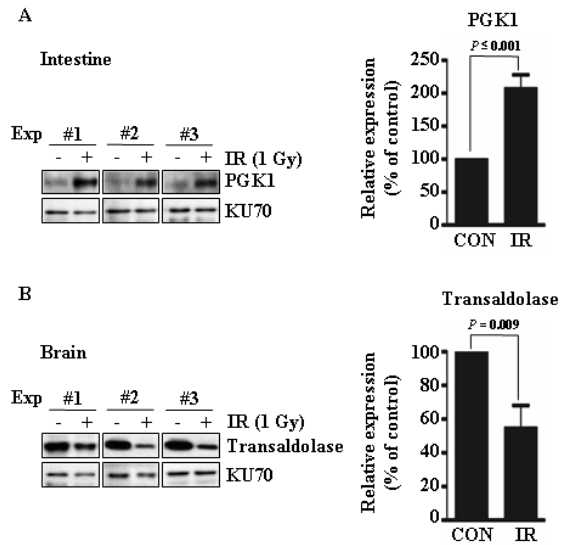 A
Intestine
Exp #1 #2 #3
- + - + - + IR (1 Gy)
PGK1
KU70
PGK1
P ≤ 0.001
Relative expression
(% of control)
250
200
150
100
50
0
CON IR
B
Brain
Exp #1 #2 #3
- + - + - + IR (1 Gy)
Transaldolase
KU70
Transaldolase
P = 0.009
Relative expression
(% of control)
100
80
60
40
20
0
CON IR